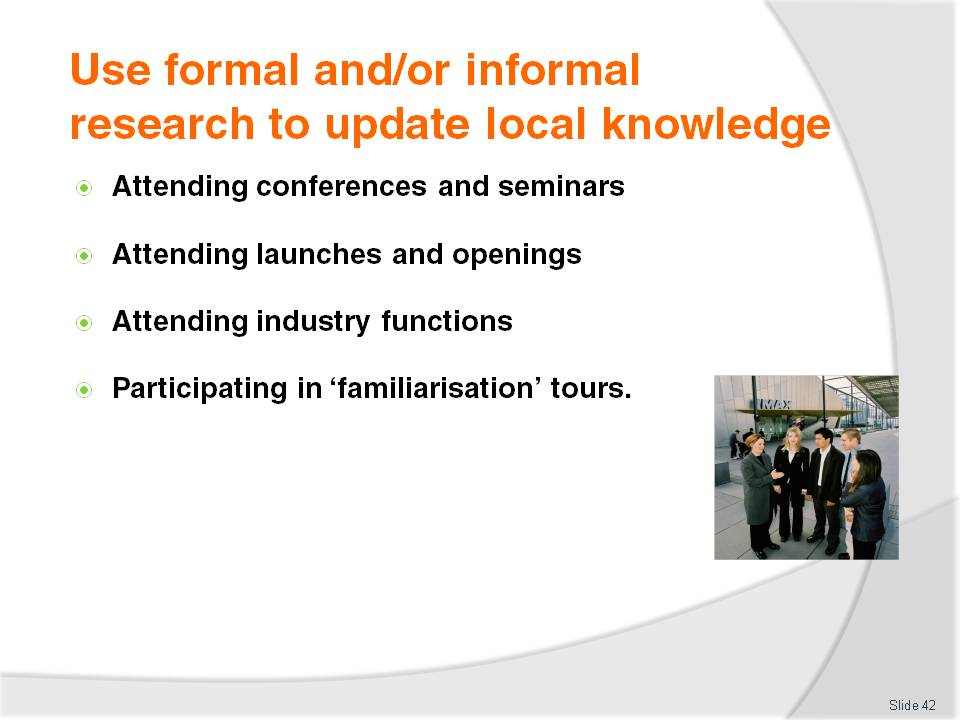 Use formal and/or informal
research to update local knowledge
Attending conferences and seminars
Attending launches and openings
Attending industry functions
Participating in ‘familiarisation’ tours.
IMAX
Slide 42